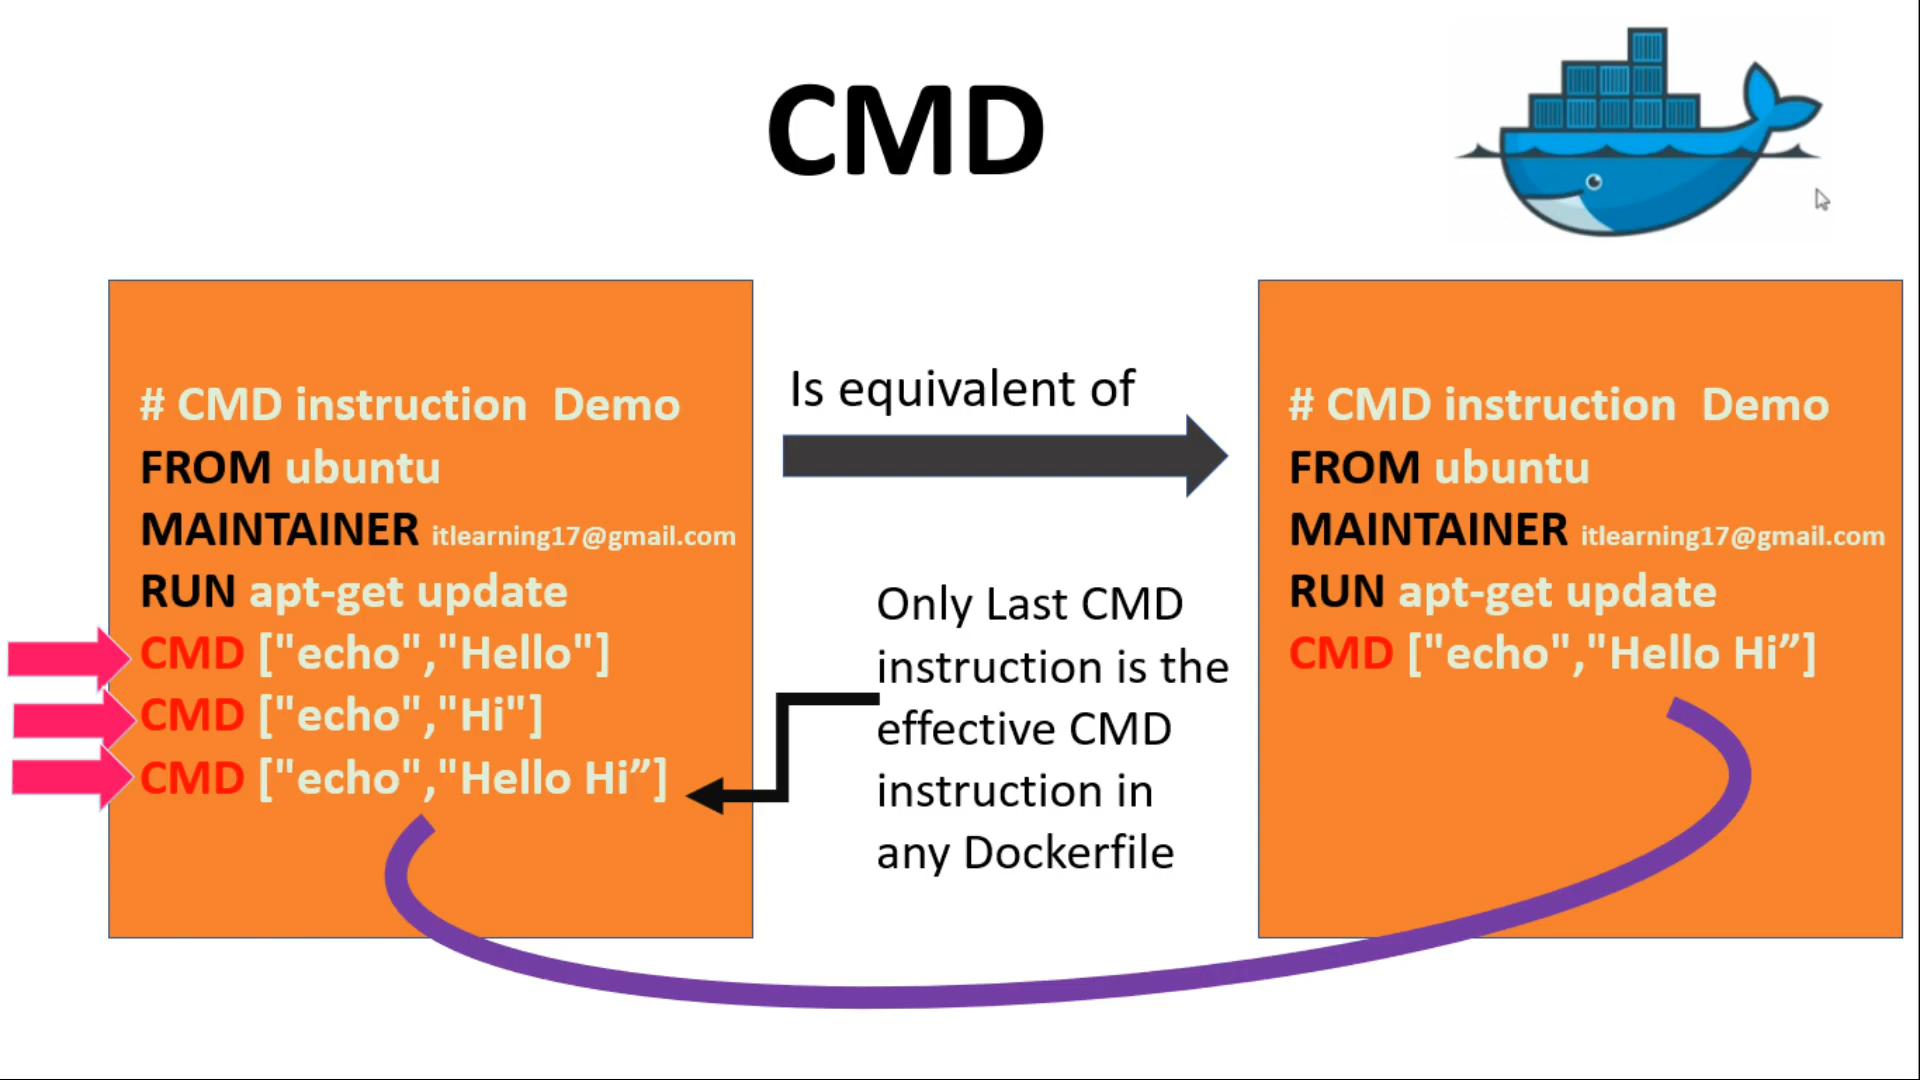 CMD
# CMD instruction  Demo
FROM ubuntu
MAINTAINER itlearning17@gmail.com
RUN apt-get update
CMD ["echo","Hello"]
CMD ["echo","Hi"]
CMD ["echo","Hello Hi”]
Is equivalent of
Only Last CMD
instruction is the
effective CMD
instruction in
any Dockerfile
# CMD instruction  Demo
FROM ubuntu
MAINTAINER itlearning17@gmail.com
RUN apt-get update
CMD ["echo","Hello Hi”]